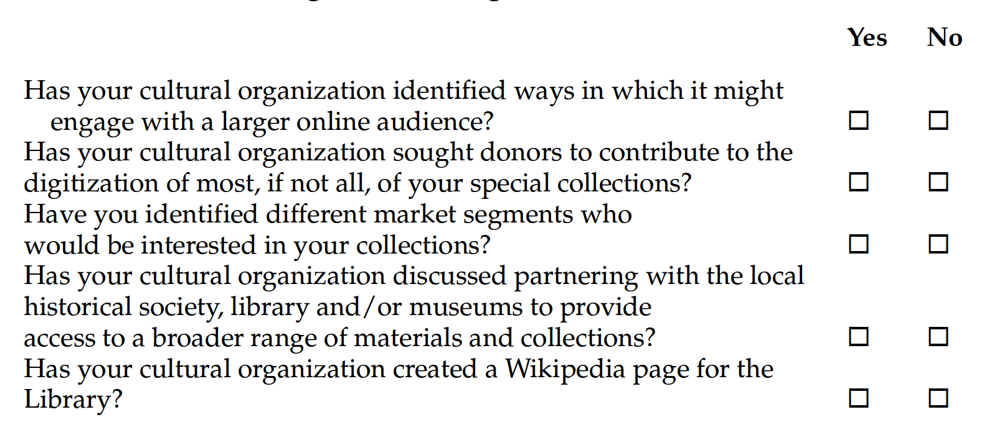 Yes No
Has your cultural organization identified ways in which it might
engage with a larger online audience? ☐ ☐
Has your cultural organization sought donors to contribute to the
digitization of most, if not all, of your special collections? ☐ ☐
Have you identified different market segments who
would be interested in your collections? ☐ ☐
Has your cultural organization discussed partnering with the local
historical society, library and/or museums to provide
access to a broader range of materials and collections? ☐ ☐
Has your cultural organization created a Wikipedia page for the
Library? ☐ ☐